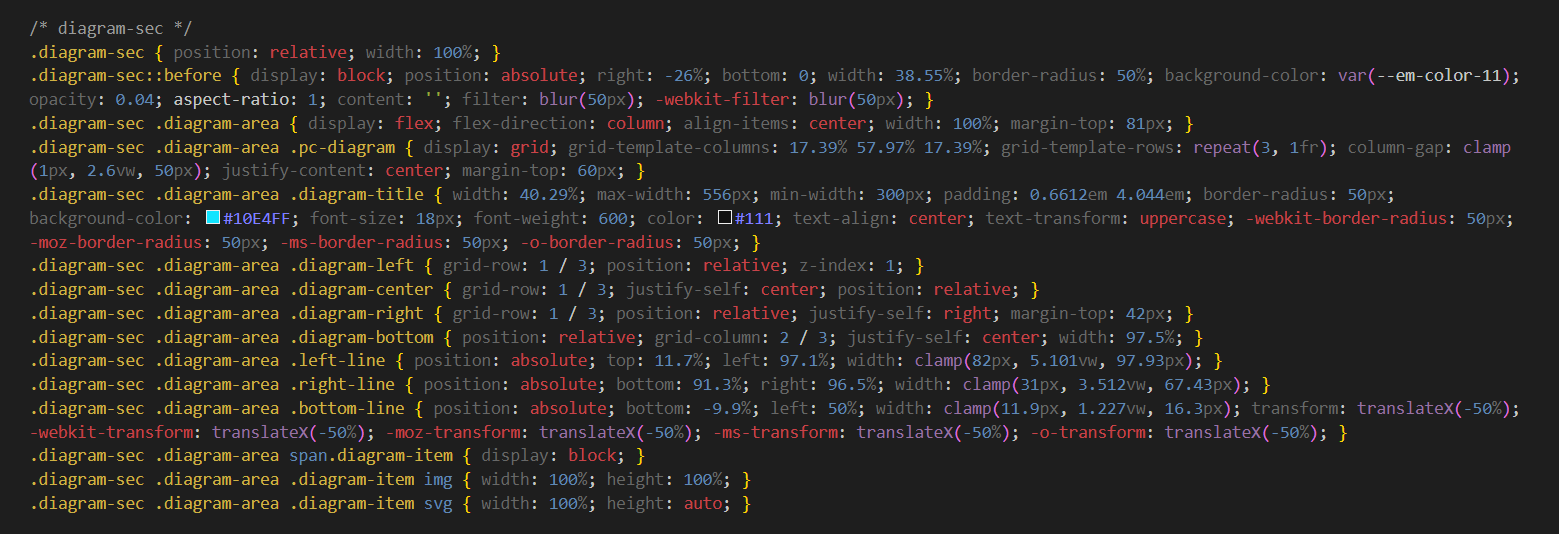 /* diagram-sec */
.diagram-sec { position: relative; width: 100%; }
.diagram-sec::before { display: block; position: absolute; right: -26%; bottom: 0; width: 38.55%; border-radius: 50%; background-color: var(--em-color-11);
opacity: 0.04; aspect-ratio: 1; content: ''; filter: blur(50px); -webkit-filter: blur(50px); }
.diagram-sec .diagram-area { display: flex; flex-direction: column; align-items: center; width: 100%; margin-top: 81px; }
.diagram-sec .diagram-area .pc-diagram { display: grid; grid-template-columns: 17.39% 57.97% 17.39%; grid-template-rows: repeat(3, 1fr); column-gap: clamp
(1px, 2.6vw, 50px); justify-content: center; margin-top: 60px; }
.diagram-sec .diagram-area .diagram-title { width: 40.29%; max-width: 556px; min-width: 300px; padding: 0.6612em 4.044em; border-radius: 50px;
background-color: #10E4FF; font-size: 18px; font-weight: 600; color: #111; text-align: center; text-transform: uppercase; -webkit-border-radius: 50px;
-moz-border-radius: 50px; -ms-border-radius: 50px; -o-border-radius: 50px; }
.diagram-sec .diagram-area .diagram-left { grid-row: 1 / 3; position: relative; z-index: 1; }
.diagram-sec .diagram-area .diagram-center { grid-row: 1 / 3; justify-self: center; position: relative; }
.diagram-sec .diagram-area .diagram-right { grid-row: 1 / 3; position: relative; justify-self: right; margin-top: 42px; }
.diagram-sec .diagram-area .diagram-bottom { position: relative; grid-column: 2 / 3; justify-self: center; width: 97.5%; }
.diagram-sec .diagram-area .left-line { position: absolute; top: 11.7%; left: 97.1%; width: clamp(82px, 5.101vw, 97.93px); }
.diagram-sec .diagram-area .right-line { position: absolute; bottom: 91.3%; right: 96.5%; width: clamp(31px, 3.512vw, 67.43px); }
.diagram-sec .diagram-area .bottom-line { position: absolute; bottom: -9.9%; left: 50%; width: clamp(11.9px, 1.227vw, 16.3px); transform: translateX(-50%);
-webkit-transform: translateX(-50%); -moz-transform: translateX(-50%); -ms-transform: translateX(-50%); -o-transform: translateX(-50%); }
.diagram-sec .diagram-area span.diagram-item { display: block; }
.diagram-sec .diagram-area .diagram-item img { width: 100%; height: 100%; }
.diagram-sec .diagram-area .diagram-item svg { width: 100%; height: auto; }